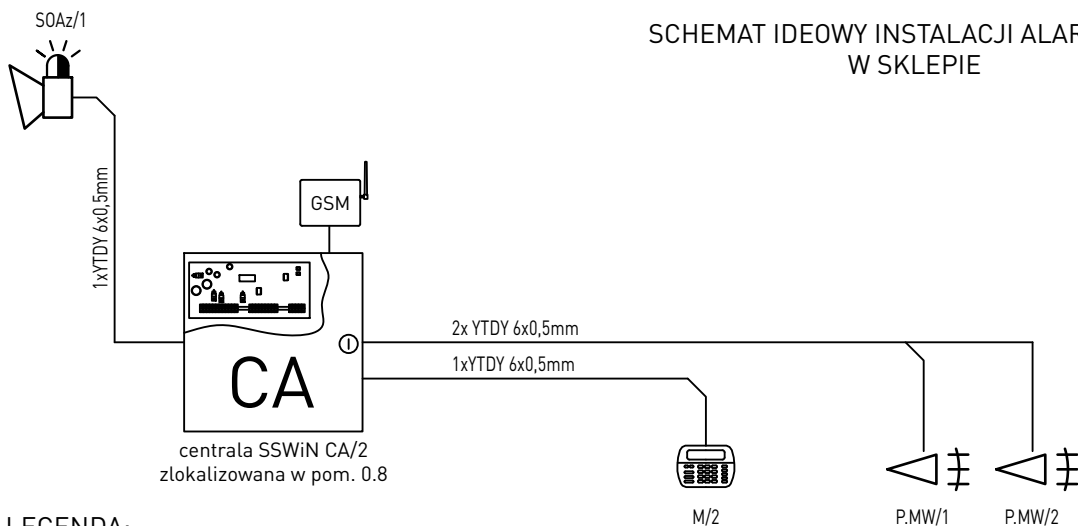 SOAz/1
SCHEMAT IDEOWY INSTALACJI ALAR
W SKLEPIE
1xYTDY 6x0,5mm
GSM
2x YTDY 6x0,5mm
1xYTDY 6x0,5mm
CA
centrala SSWiN CA/2
zlokalizowana w pom. 0.8
M/2
P.MW/1
P.MW/2
LEGENDA: